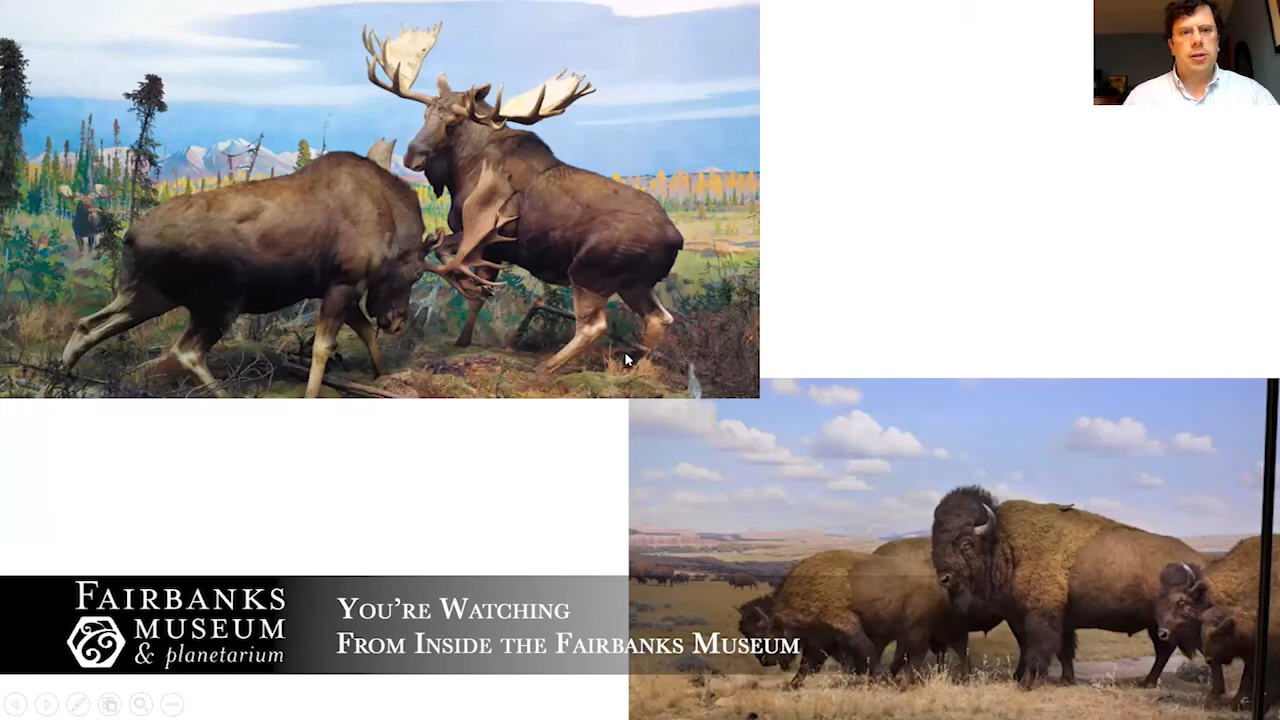 FAIRBANKS
MUSEUM
& planetarium
YOU'RE WATCHING
FROM INSIDE THE FAIRBANKS MUSEUM